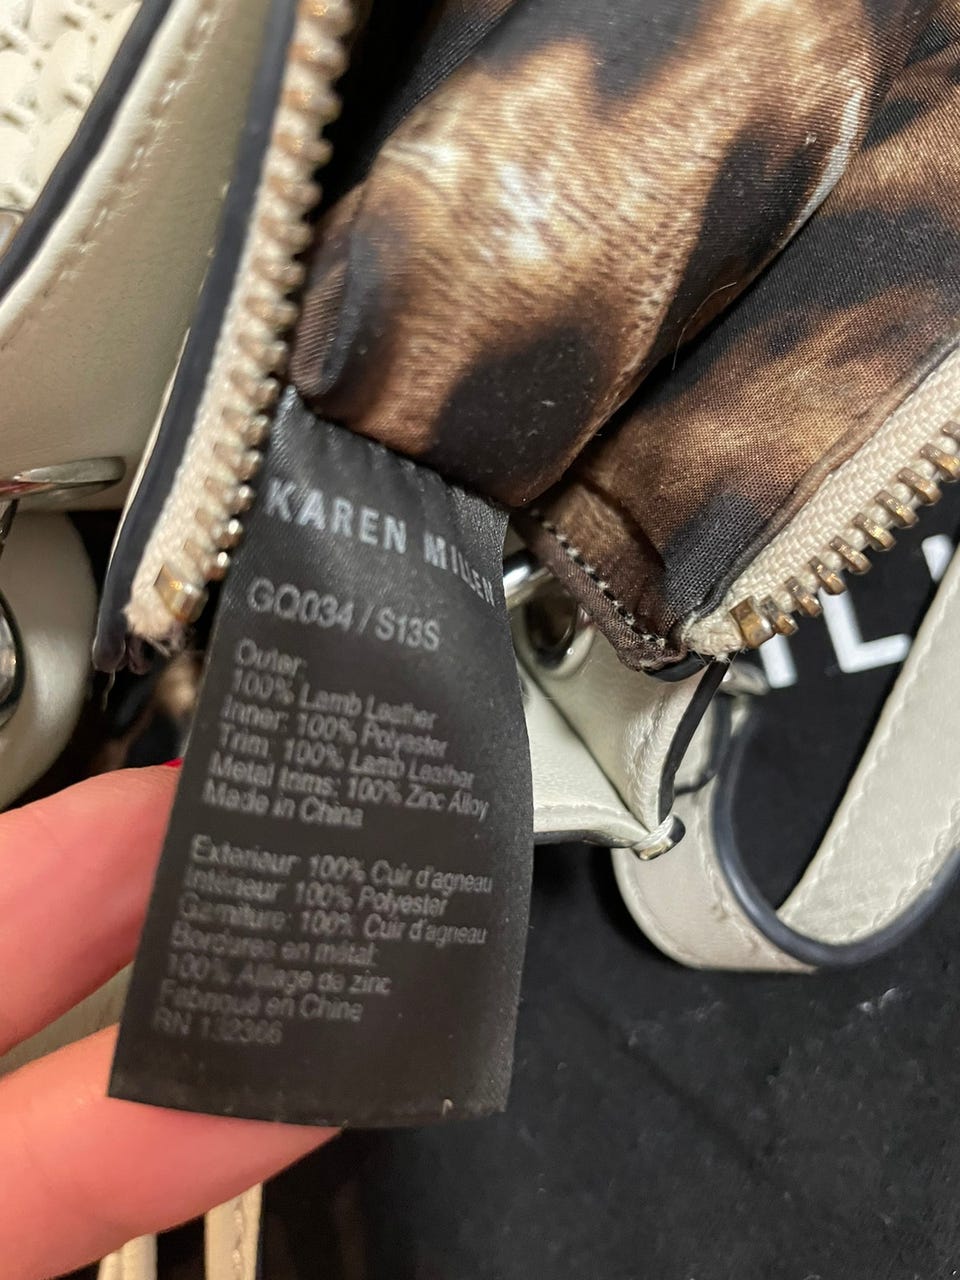 KAREN MILLEN
GQ034 / S13S
Outer:
100% Lamb Leather
Inner: 100% Polyester
Trim: 100% Lamb Leather
Metal trims: 100% Zinc Alloy
Made in China
Exterieur 100% Cuir d'agneau
Intérieur 100% Polyester
Garniture: 100% Cuir d'agneau
Bordures en métal:
100% Alliage de zinc
Fabriqué en Chine
RN 132366